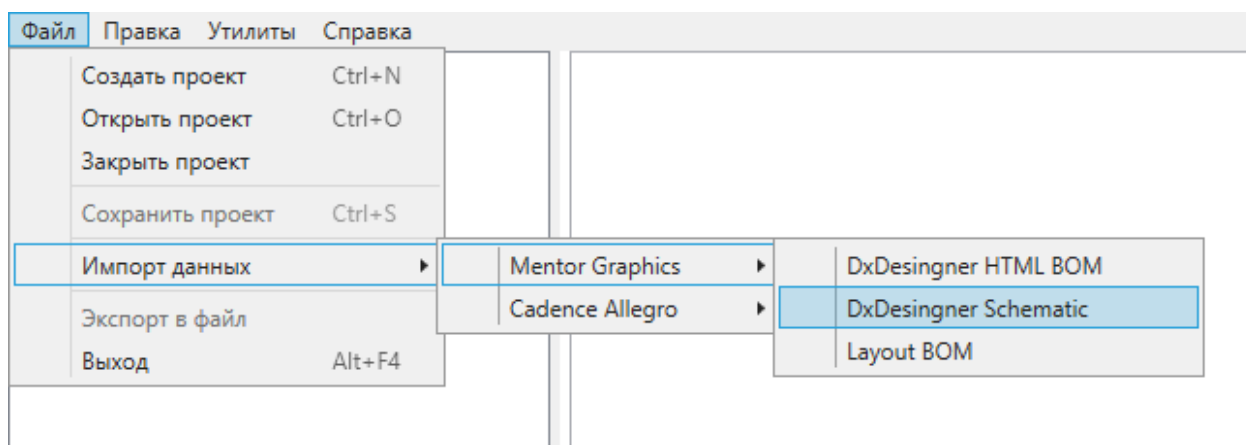 Файл Правка Утилиты Справка
Создать проект Ctrl+N
Открыть проект Ctrl+O
Закрыть проект
Сохранить проект Ctrl+S
Импорт данных Mentor Graphics DxDesingner HTML BOM
Экспорт в файл Cadence Allegro DxDesingner Schematic
Выход Alt+F4 Layout BOM